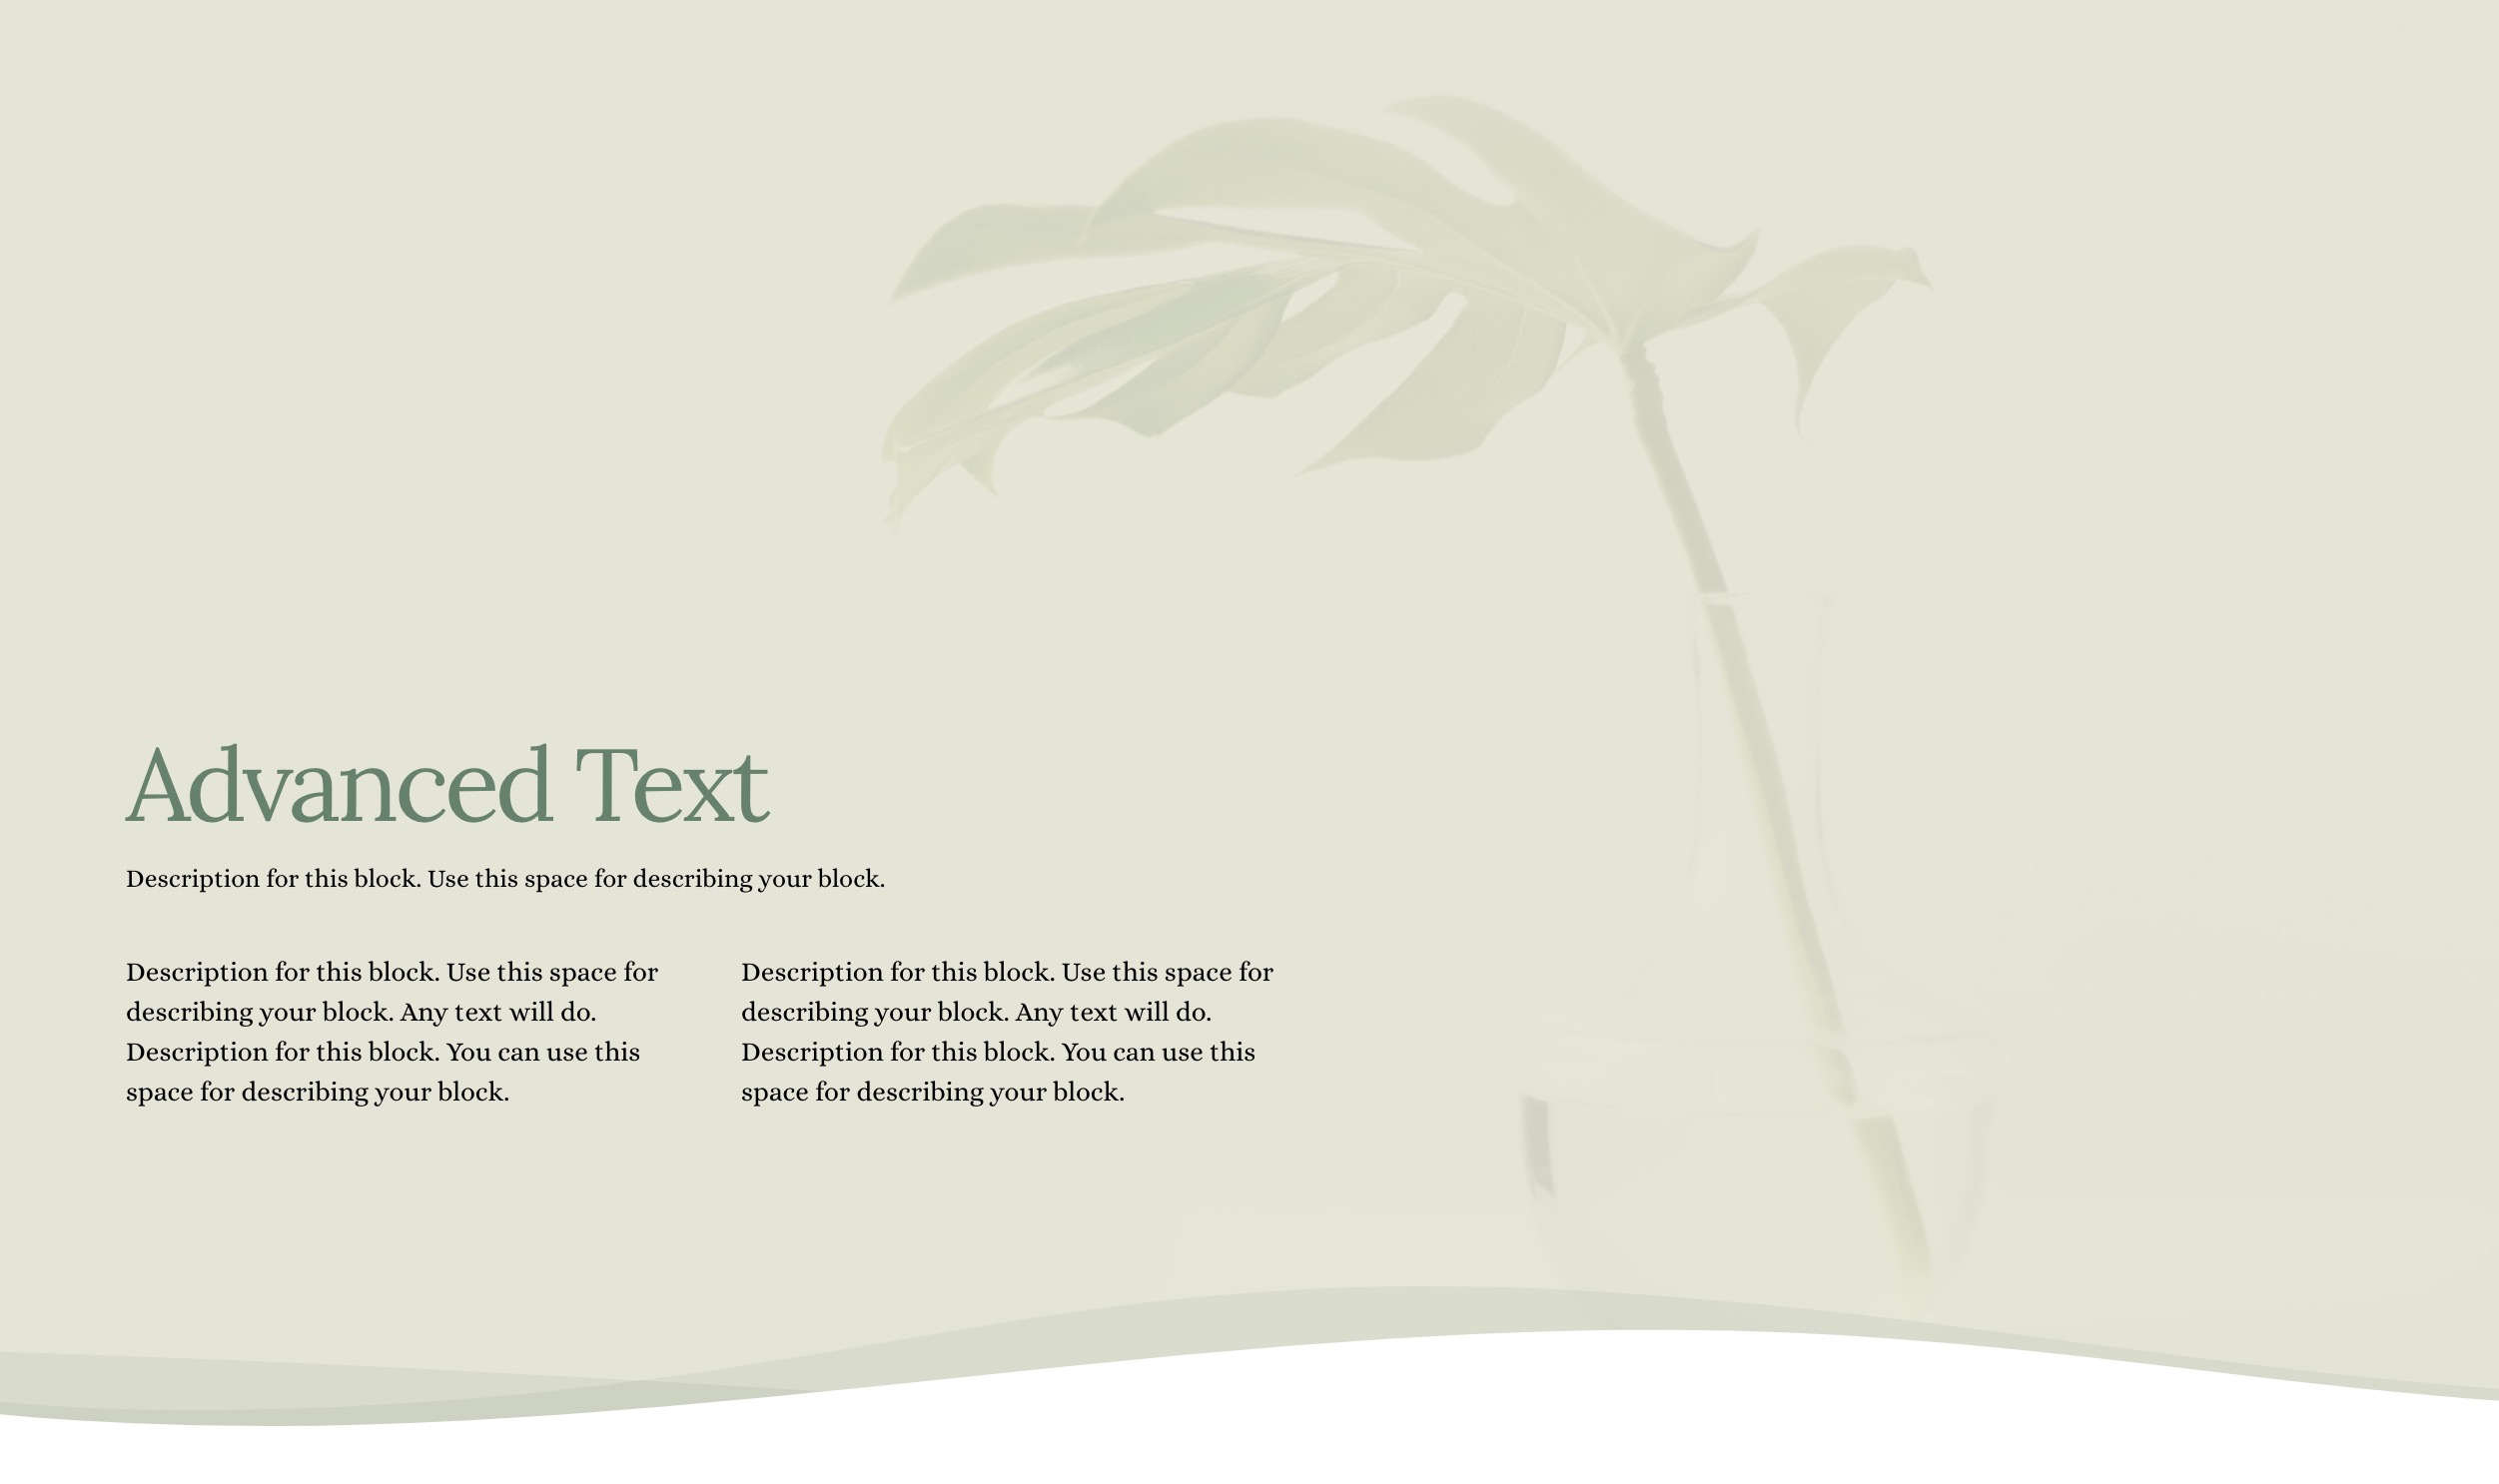 Advanced Text
Description for this block. Use this space for describing your block.
Description for this block. Use this space for
describing your block. Any text will do.
Description for this block. You can use this
space for describing your block.
Description for this block. Use this space for
describing your block. Any text will do.
Description for this block. You can use this
space for describing your block.